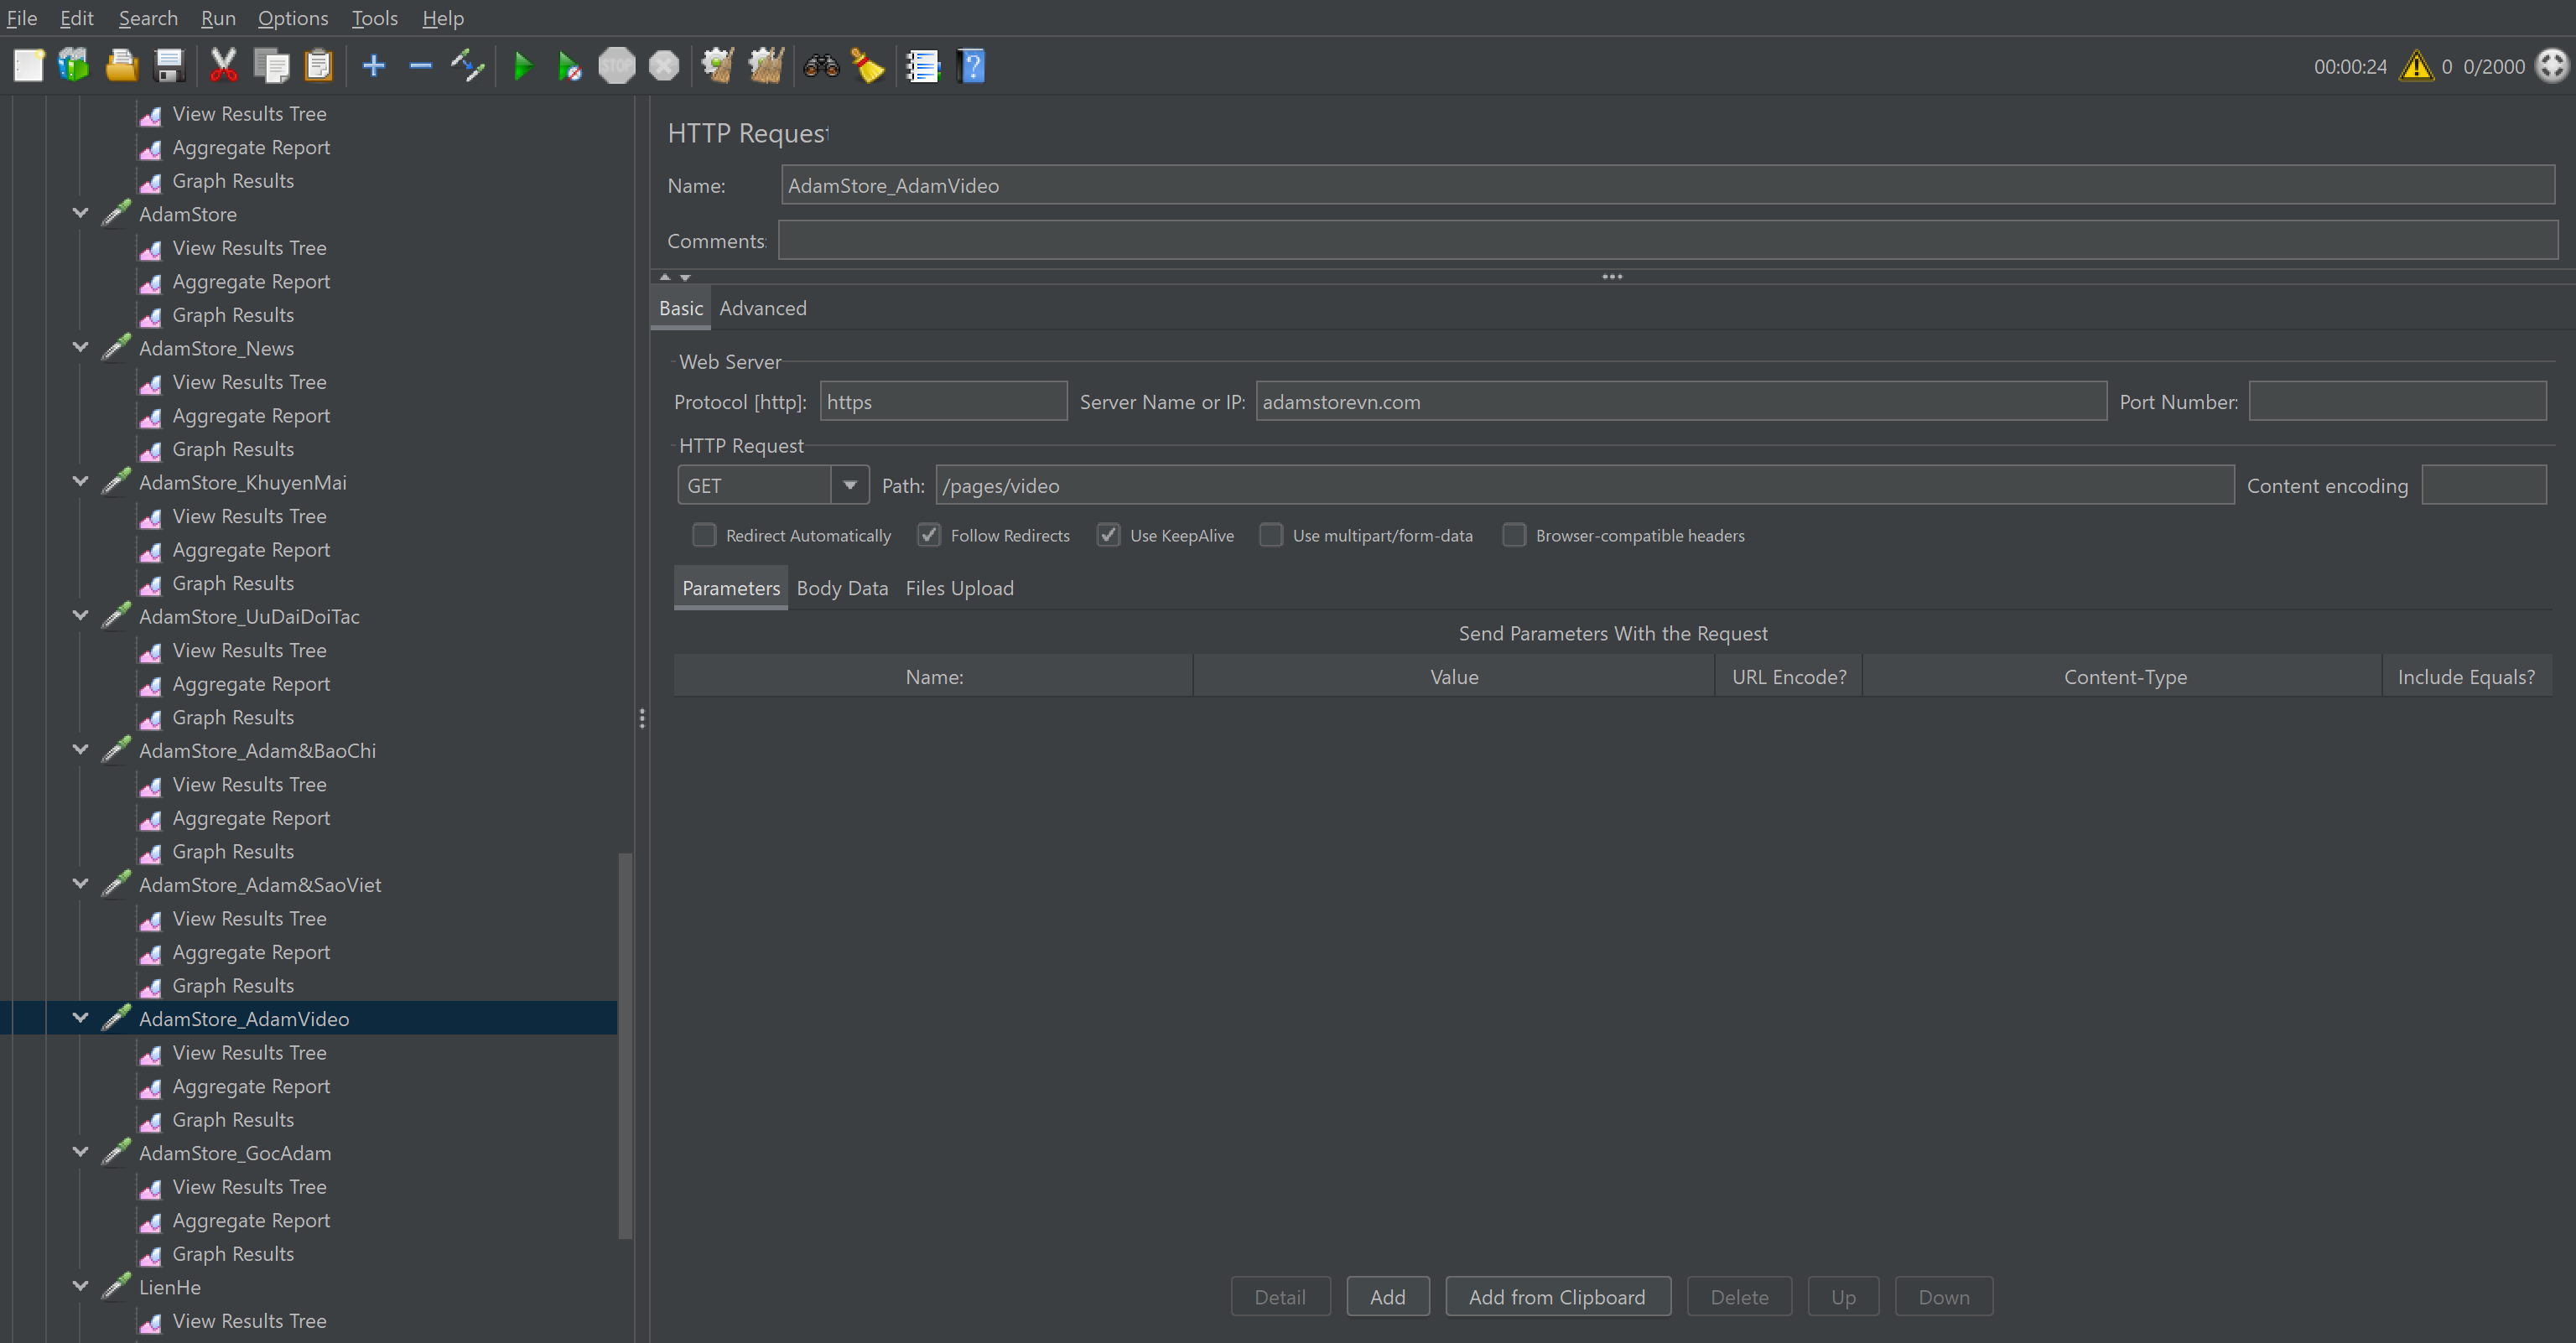 File Edit Search Run Options Tools Help
STOP
00:00:24 0 0/2000
View Results Tree
Aggregate Report
Graph Results
AdamStore
View Results Tree
Aggregate Report
Graph Results
AdamStore_News
View Results Tree
Aggregate Report
Graph Results
AdamStore_KhuyenMai
View Results Tree
Aggregate Report
Graph Results
AdamStore_UuDaiDoiTac
View Results Tree
Aggregate Report
Graph Results
AdamStore_Adam&BaoChi
View Results Tree
Aggregate Report
Graph Results
AdamStore_Adam&SaoViet
View Results Tree
Aggregate Report
Graph Results
AdamStore_AdamVideo
View Results Tree
Aggregate Report
Graph Results
AdamStore_GocAdam
View Results Tree
Aggregate Report
Graph Results
LienHe
View Results Tree
HTTP Request
Name: AdamStore_AdamVideo
Comments:
Basic Advanced
Web Server
Protocol [http]: https Server Name or IP: adamstorevn.com Port Number:
HTTP Request
GET Path: /pages/video Content encoding
Redirect Automatically Follow Redirects Use KeepAlive Use multipart/form-data Browser-compatible headers
Parameters Body Data Files Upload
Send Parameters With the Request
Name: Value URL Encode? Content-Type Include Equals?
Detail Add Add from Clipboard Delete Up Down